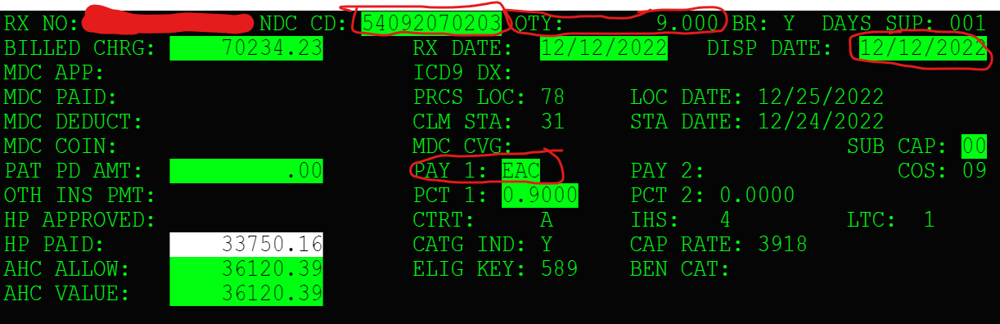 RX NO: NDC CD: 54092070203 QTY: 9.000 BR: Y DAYS SUP: 001
BILLED CHRG: 70234.23 RX DATE: 12/12/2022 DISP DATE: 12/12/2022
MDC APP: ICD9 DX:
MDC PAID: PRCS LOC: 78 LOC DATE: 12/25/2022
MDC DEDUCT: CLM STA: 31 STA DATE: 12/24/2022
MDC COIN: MDC CVG: SUB CAP: 00
PAT PD AMT: .00 PAY 1: EAC PAY 2: COS: 09
OTH INS PMT: PCT 1: 0.9000 PCT 2: 0.0000
HP APPROVED: CTRT: A IHS: 4 LTC: 1
HP PAID: 33750.16 CATG IND: Y CAP RATE: 3918
AHC ALLOW: 36120.39 ELIG KEY: 589 BEN CAT:
AHC VALUE: 36120.39